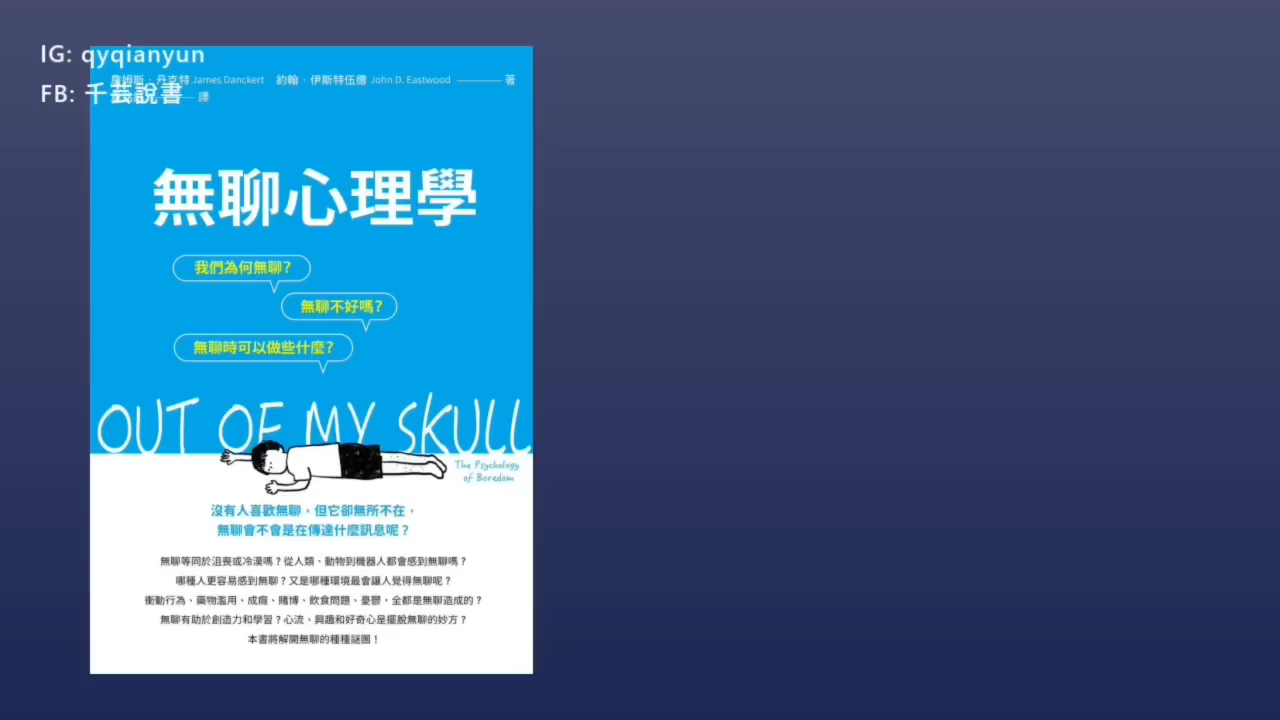 IG: qyqianyun
FB: 千芸說書
詹姆斯・丹克特 James Danckert 約翰・伊斯特伍德 John D. Eastwood ——— 著
譯
無聊心理學
我們為何無聊？
無聊不好嗎？
無聊時可以做些什麼？
OUT OF MY SKULL
The Psychology
of Boredom
沒有人喜歡無聊，但它卻無所不在，
無聊會不會是在傳達什麼訊息呢？
無聊等同於沮喪或冷漠嗎？從人類、動物到機器人都會感到無聊嗎？
哪種人更容易感到無聊？又是哪種環境最會讓人覺得無聊呢？
衝動行為、藥物濫用、成癮、賭博、飲食問題、憂鬱，全都是無聊造成的？
無聊有助於創造力和學習？心流、興趣和好奇心是擺脫無聊的妙方？
本書將解開無聊的種種謎團！